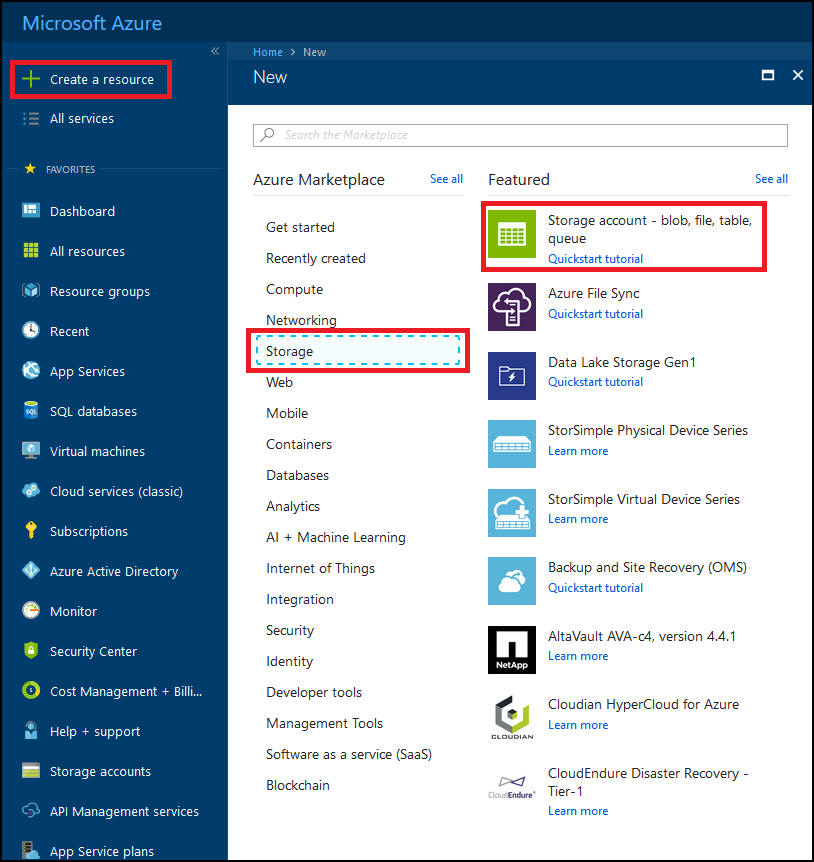 Microsoft Azure
«
Create a resource
All services
FAVORITES
Dashboard
All resources
Resource groups
Recent
App Services
SQL
SQL databases
Virtual machines
Cloud services (classic)
Subscriptions
Azure Active Directory
Monitor
Security Center
Cost Management + Billi...
Help + support
Storage accounts
API Management services
App Service plans
Home > New
New
Search the Marketplace
Azure Marketplace
See all
Get started
Recently created
Compute
Networking
Storage
Web
Mobile
Containers
Databases
Analytics
AI + Machine Learning
Internet of Things
Integration
Security
Identity
Developer tools
Management Tools
Software as a service (SaaS)
Blockchain
Featured
See all
Storage account - blob, file, table,
queue
Quickstart tutorial
Azure File Sync
Quickstart tutorial
Data Lake Storage Gen1
Quickstart tutorial
StorSimple Physical Device Series
Learn more
StorSimple Virtual Device Series
Learn more
Backup and Site Recovery (OMS)
Quickstart tutorial
NetApp
AltaVault AVA-c4, version 4.4.1
Learn more
CLOUDIAN
Cloudian HyperCloud for Azure
Learn more
CloudEndure
CloudEndure Disaster Recovery -
Tier-1
Learn more